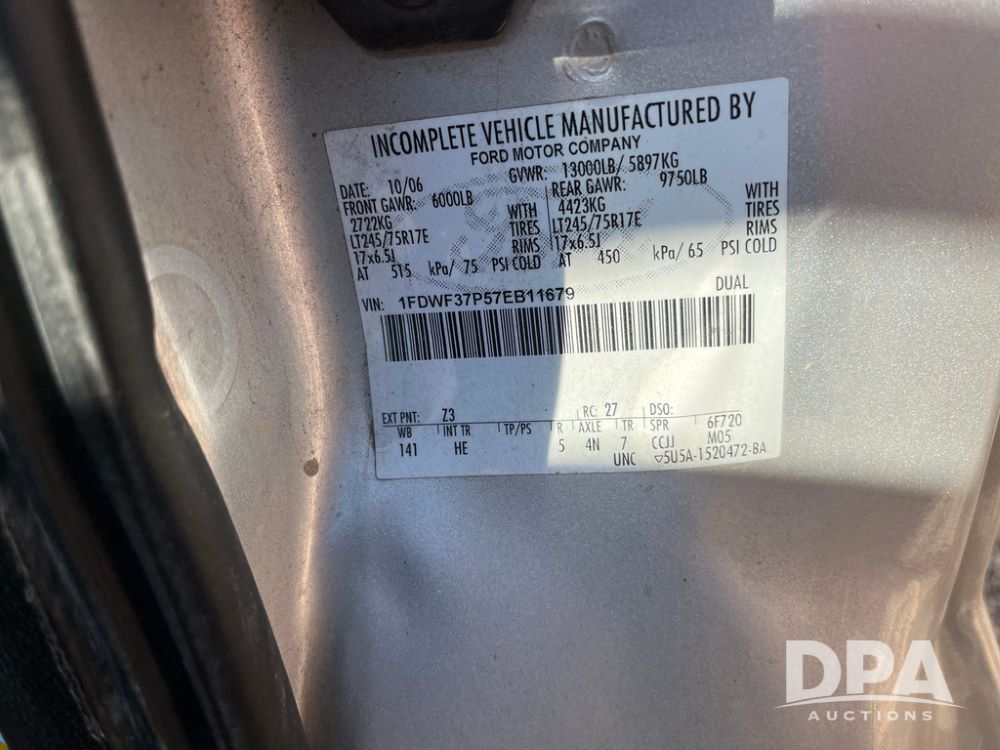 INCOMPLETE VEHICLE MANUFACTURED BY
FORD MOTOR COMPANY
DATE: 10/06 GVWR: 13000LB/ 5897KG
FRONT GAWR: 6000LB REAR GAWR: 9750LB
2722KG WITH 4423KG WITH
LT245/75R17E TIRES LT245/75R17E TIRES
17x6.5J RIMS 17x6.5J RIMS
AT 515 kPa/ 75 PSI COLD AT 450 kPa/ 65 PSI COLD
VIN: 1FDWF37P57EB11679 DUAL
EXT PNT: Z3 RC: 27 DSO:
WB INT TR TP/PS R AXLE TR SPR 6F720
141 HE 5 4N 7 CCJJ M05
UNC ▽5U5A-1520472-BA
DPA
AUCTIONS